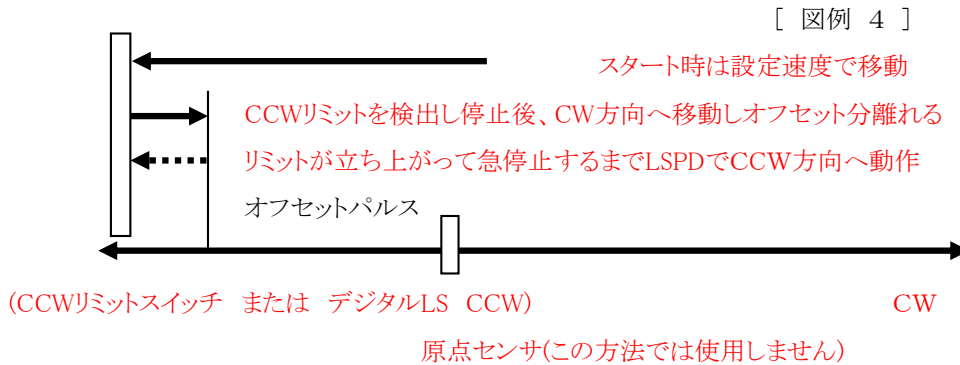 [ 図例 4 ]
スタート時は設定速度で移動
CCWリミットを検出し停止後、CW方向へ移動しオフセット分離れる
リミットが立ち上がって急停止するまでLSPDでCCW方向へ動作
オフセットパルス
(CCWリミットスイッチ または デジタルLS CCW)
CW
原点センサ(この方法では使用しません)